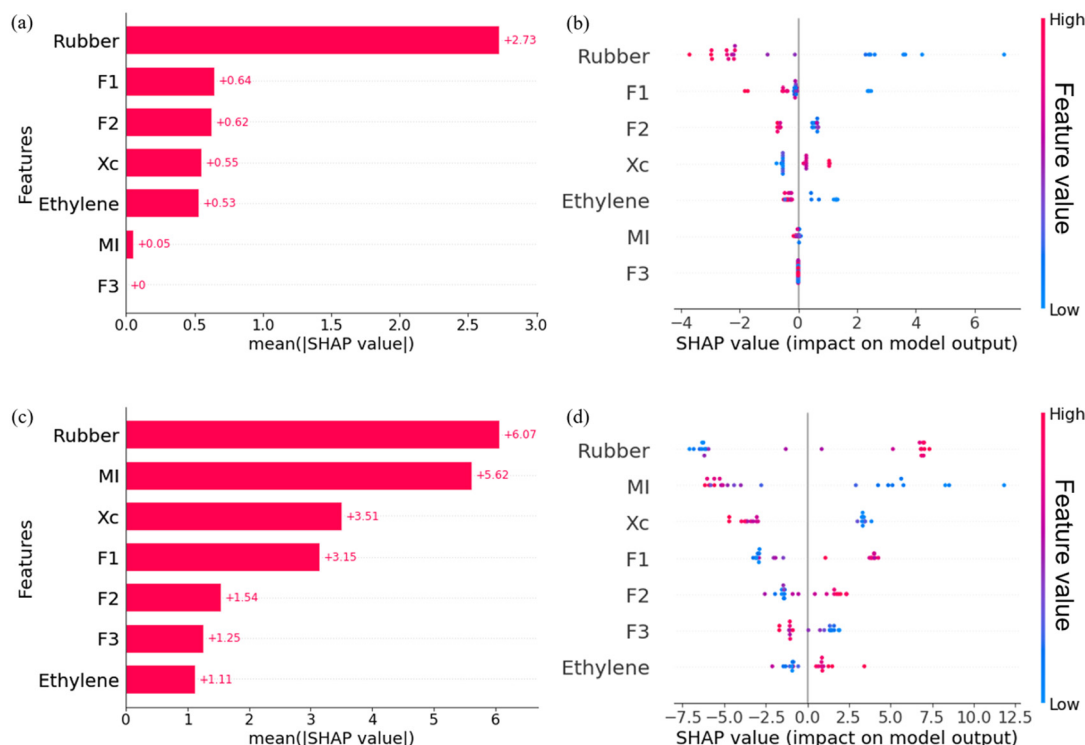 (a)
Features
Rubber
+2.73
F1
+0.64
F2
+0.62
Xc
+0.55
Ethylene
+0.53
MI
+0.05
F3
+0
0.0 0.5 1.0 1.5 2.0 2.5 3.0
mean(|SHAP value|)
(b)
Rubber
F1
F2
Xc
Ethylene
MI
F3
−4 −2 0 2 4 6
SHAP value (impact on model output)
High
Feature value
Low
(c)
Features
Rubber
+6.07
MI
+5.62
Xc
+3.51
F1
+3.15
F2
+1.54
F3
+1.25
Ethylene
+1.11
0 1 2 3 4 5 6
mean(|SHAP value|)
(d)
Rubber
MI
Xc
F1
F2
F3
Ethylene
−7.5 −5.0 −2.5 0.0 2.5 5.0 7.5 10.0 12.5
SHAP value (impact on model output)
High
Feature value
Low